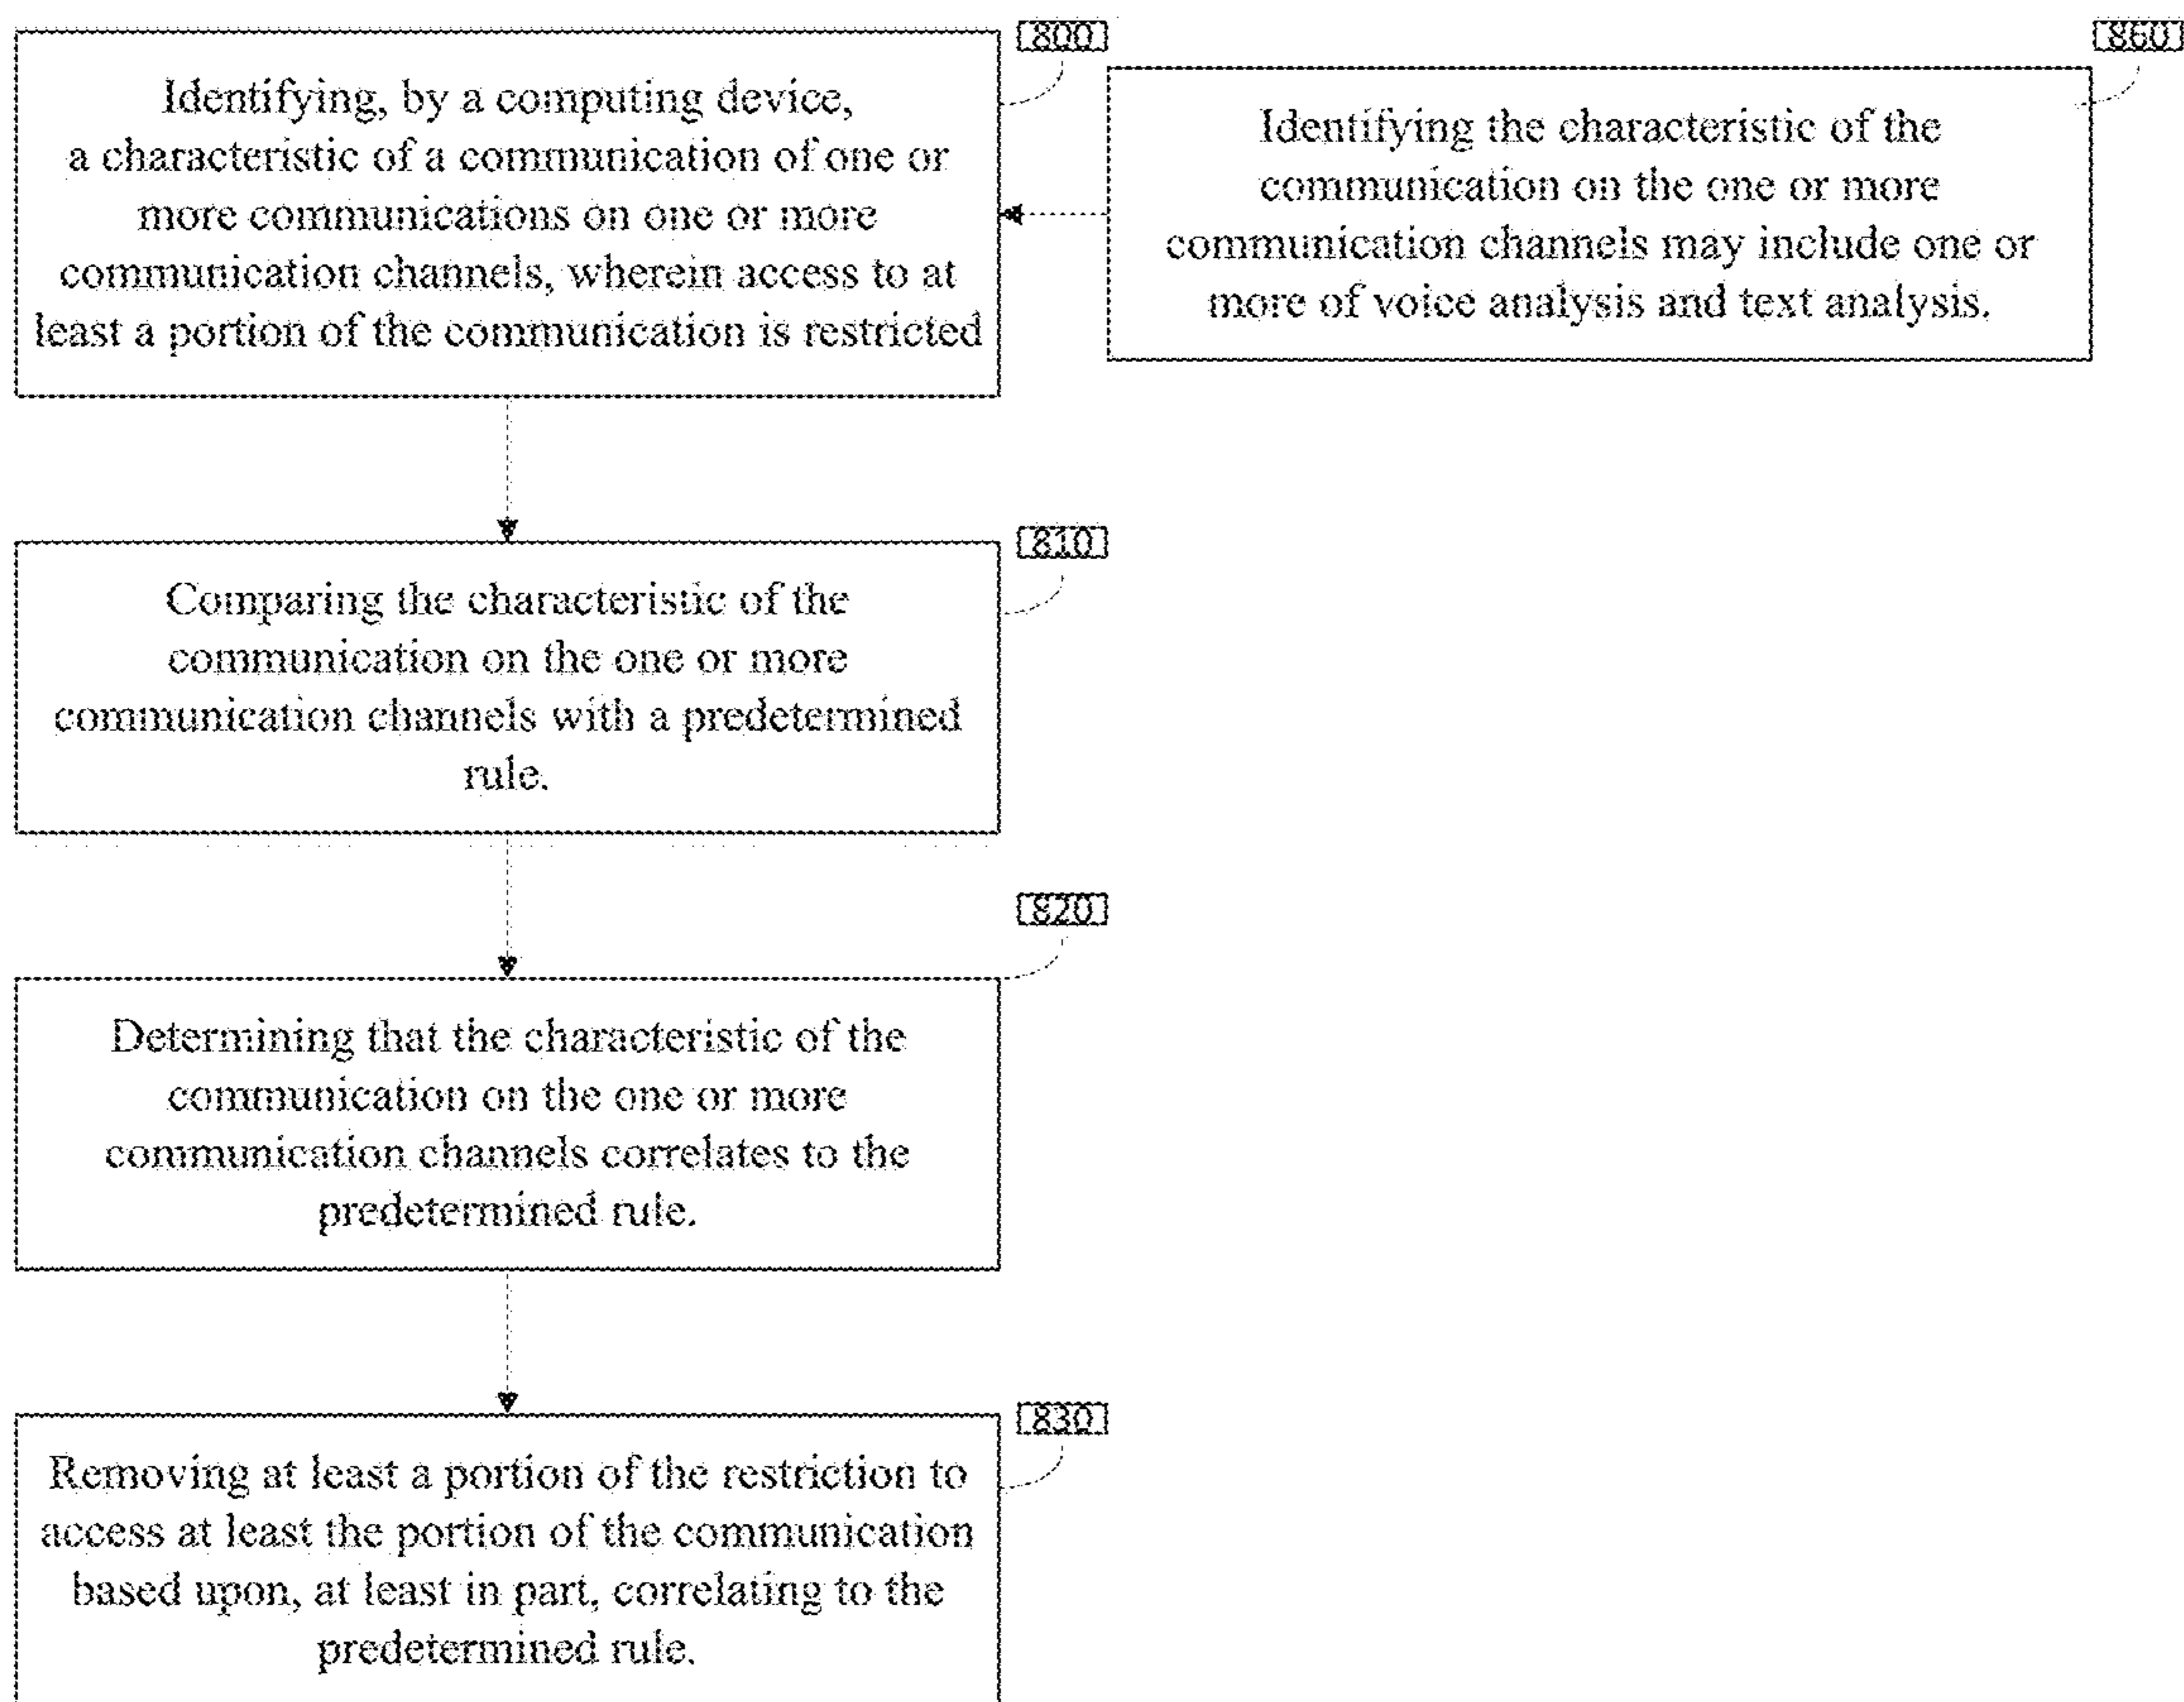 800
Identifying, by a computing device,
a characteristic of a communication of one or
more communications on one or more
communication channels, wherein access to at
least a portion of the communication is restricted
860
Identifying the characteristic of the
communication on the one or more
communication channels may include one or
more of voice analysis and text analysis.
810
Comparing the characteristic of the
communication on the one or more
communication channels with a predetermined
rule.
820
Determining that the characteristic of the
communication on the one or more
communication channels correlates to the
predetermined rule.
830
Removing at least a portion of the restriction to
access at least the portion of the communication
based upon, at least in part, correlating to the
predetermined rule.